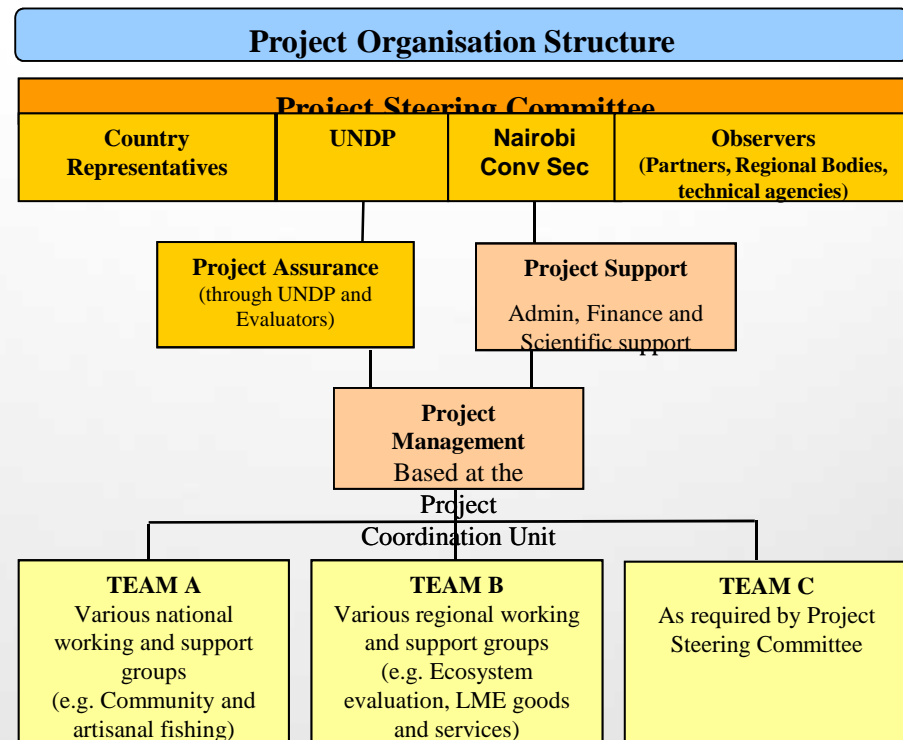 Project Organisation Structure
Project Steering Committee
Country
Representatives
UNDP
Nairobi
Conv Sec
Observers
(Partners, Regional Bodies,
technical agencies)
Project Assurance
(through UNDP and
Evaluators)
Project Support
Admin, Finance and
Scientific support
Project
Management
Based at the
Project
Coordination Unit
TEAM A
Various national
working and support
groups
(e.g. Community and
artisanal fishing)
TEAM B
Various regional working
and support groups
(e.g. Ecosystem
evaluation, LME goods
and services)
TEAM C
As required by Project
Steering Committee